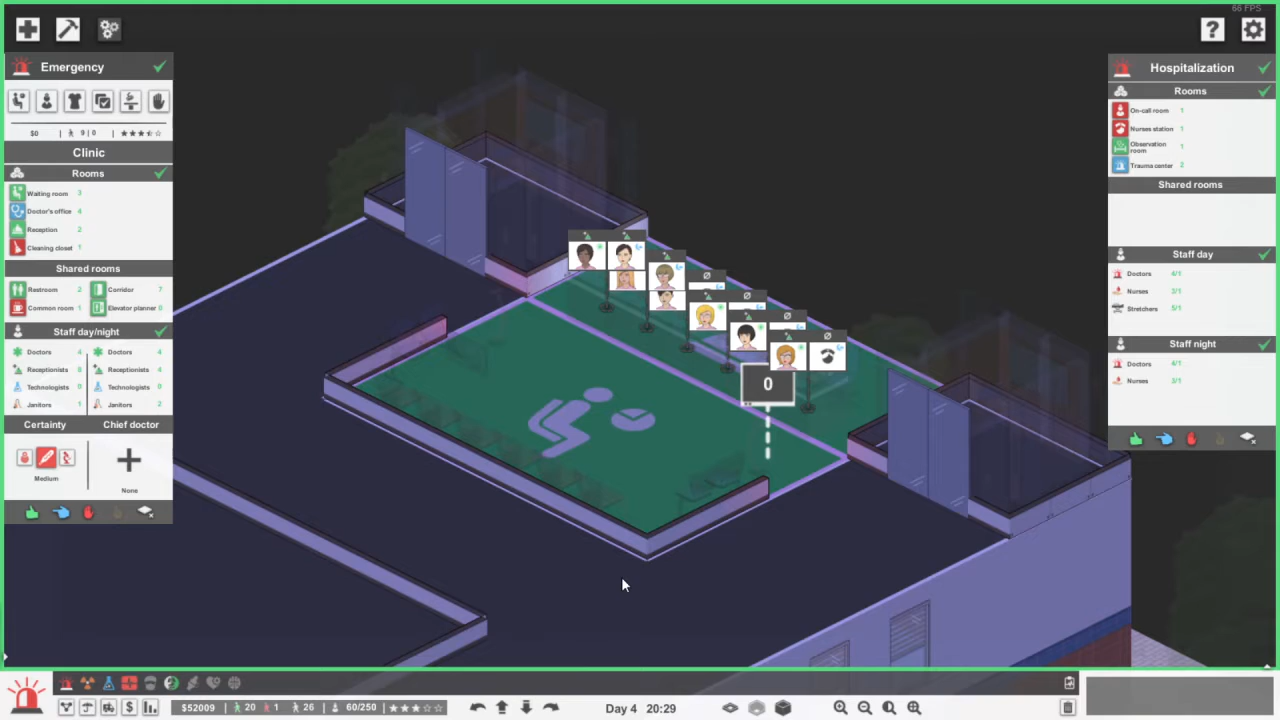 66 FPS
Emergency
$0 | 9 | 0 |
Clinic
Rooms
Waiting room 3
Doctor's office 4
Reception 2
Cleaning closet 1
Shared rooms
Restroom 2 Corridor 7
Common room 1 Elevator planner 0
Staff day/night
Doctors 4 Doctors 4
Receptionists 8 Receptionists 4
Technologists 0 Technologists 0
Janitors 1 Janitors 2
Certainty Chief doctor
Medium None
0
?
Hospitalization
Rooms
On-call room 1
Nurses station 1
Observation room 1
Trauma center 2
Shared rooms
Staff day
Doctors 4/1
Nurses 3/1
Stretchers 5/1
Staff night
Doctors 4/1
Nurses 3/1
$52009 | 20 1 | 26 | 60/250 |
Day 4 20:29